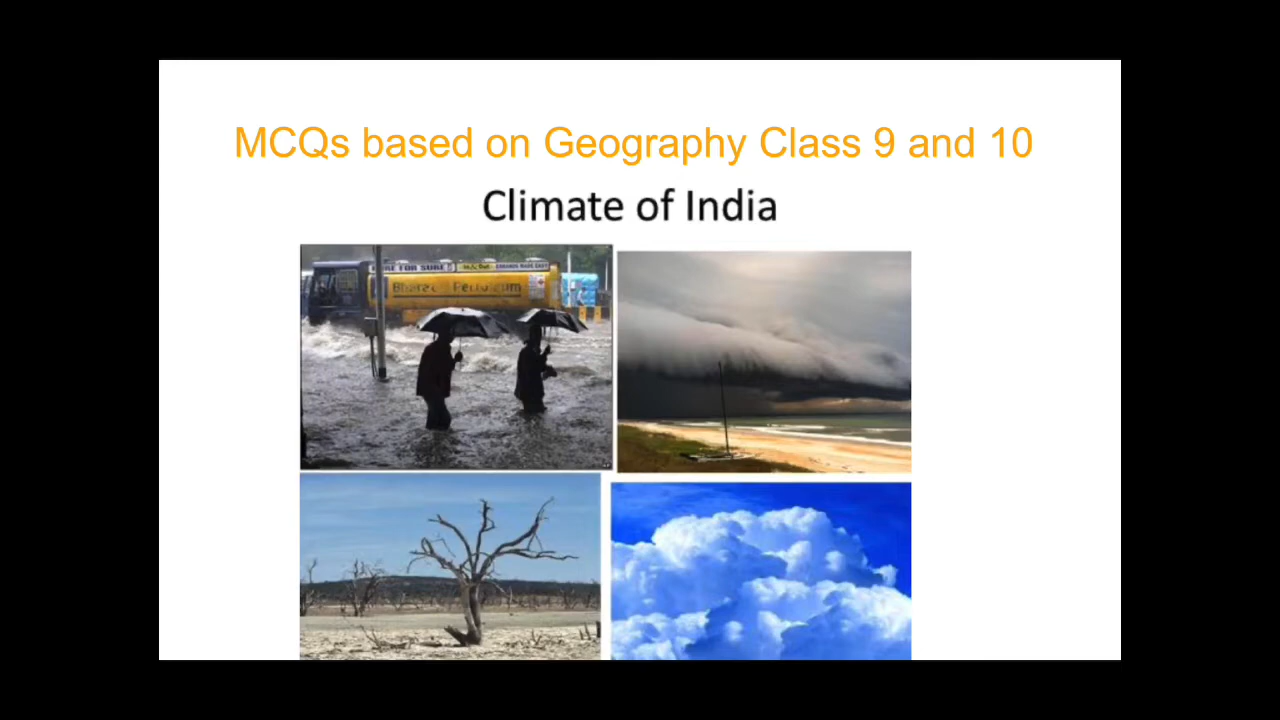 MCQs based on Geography Class 9 and 10
Climate of India
Bharat Petroleum